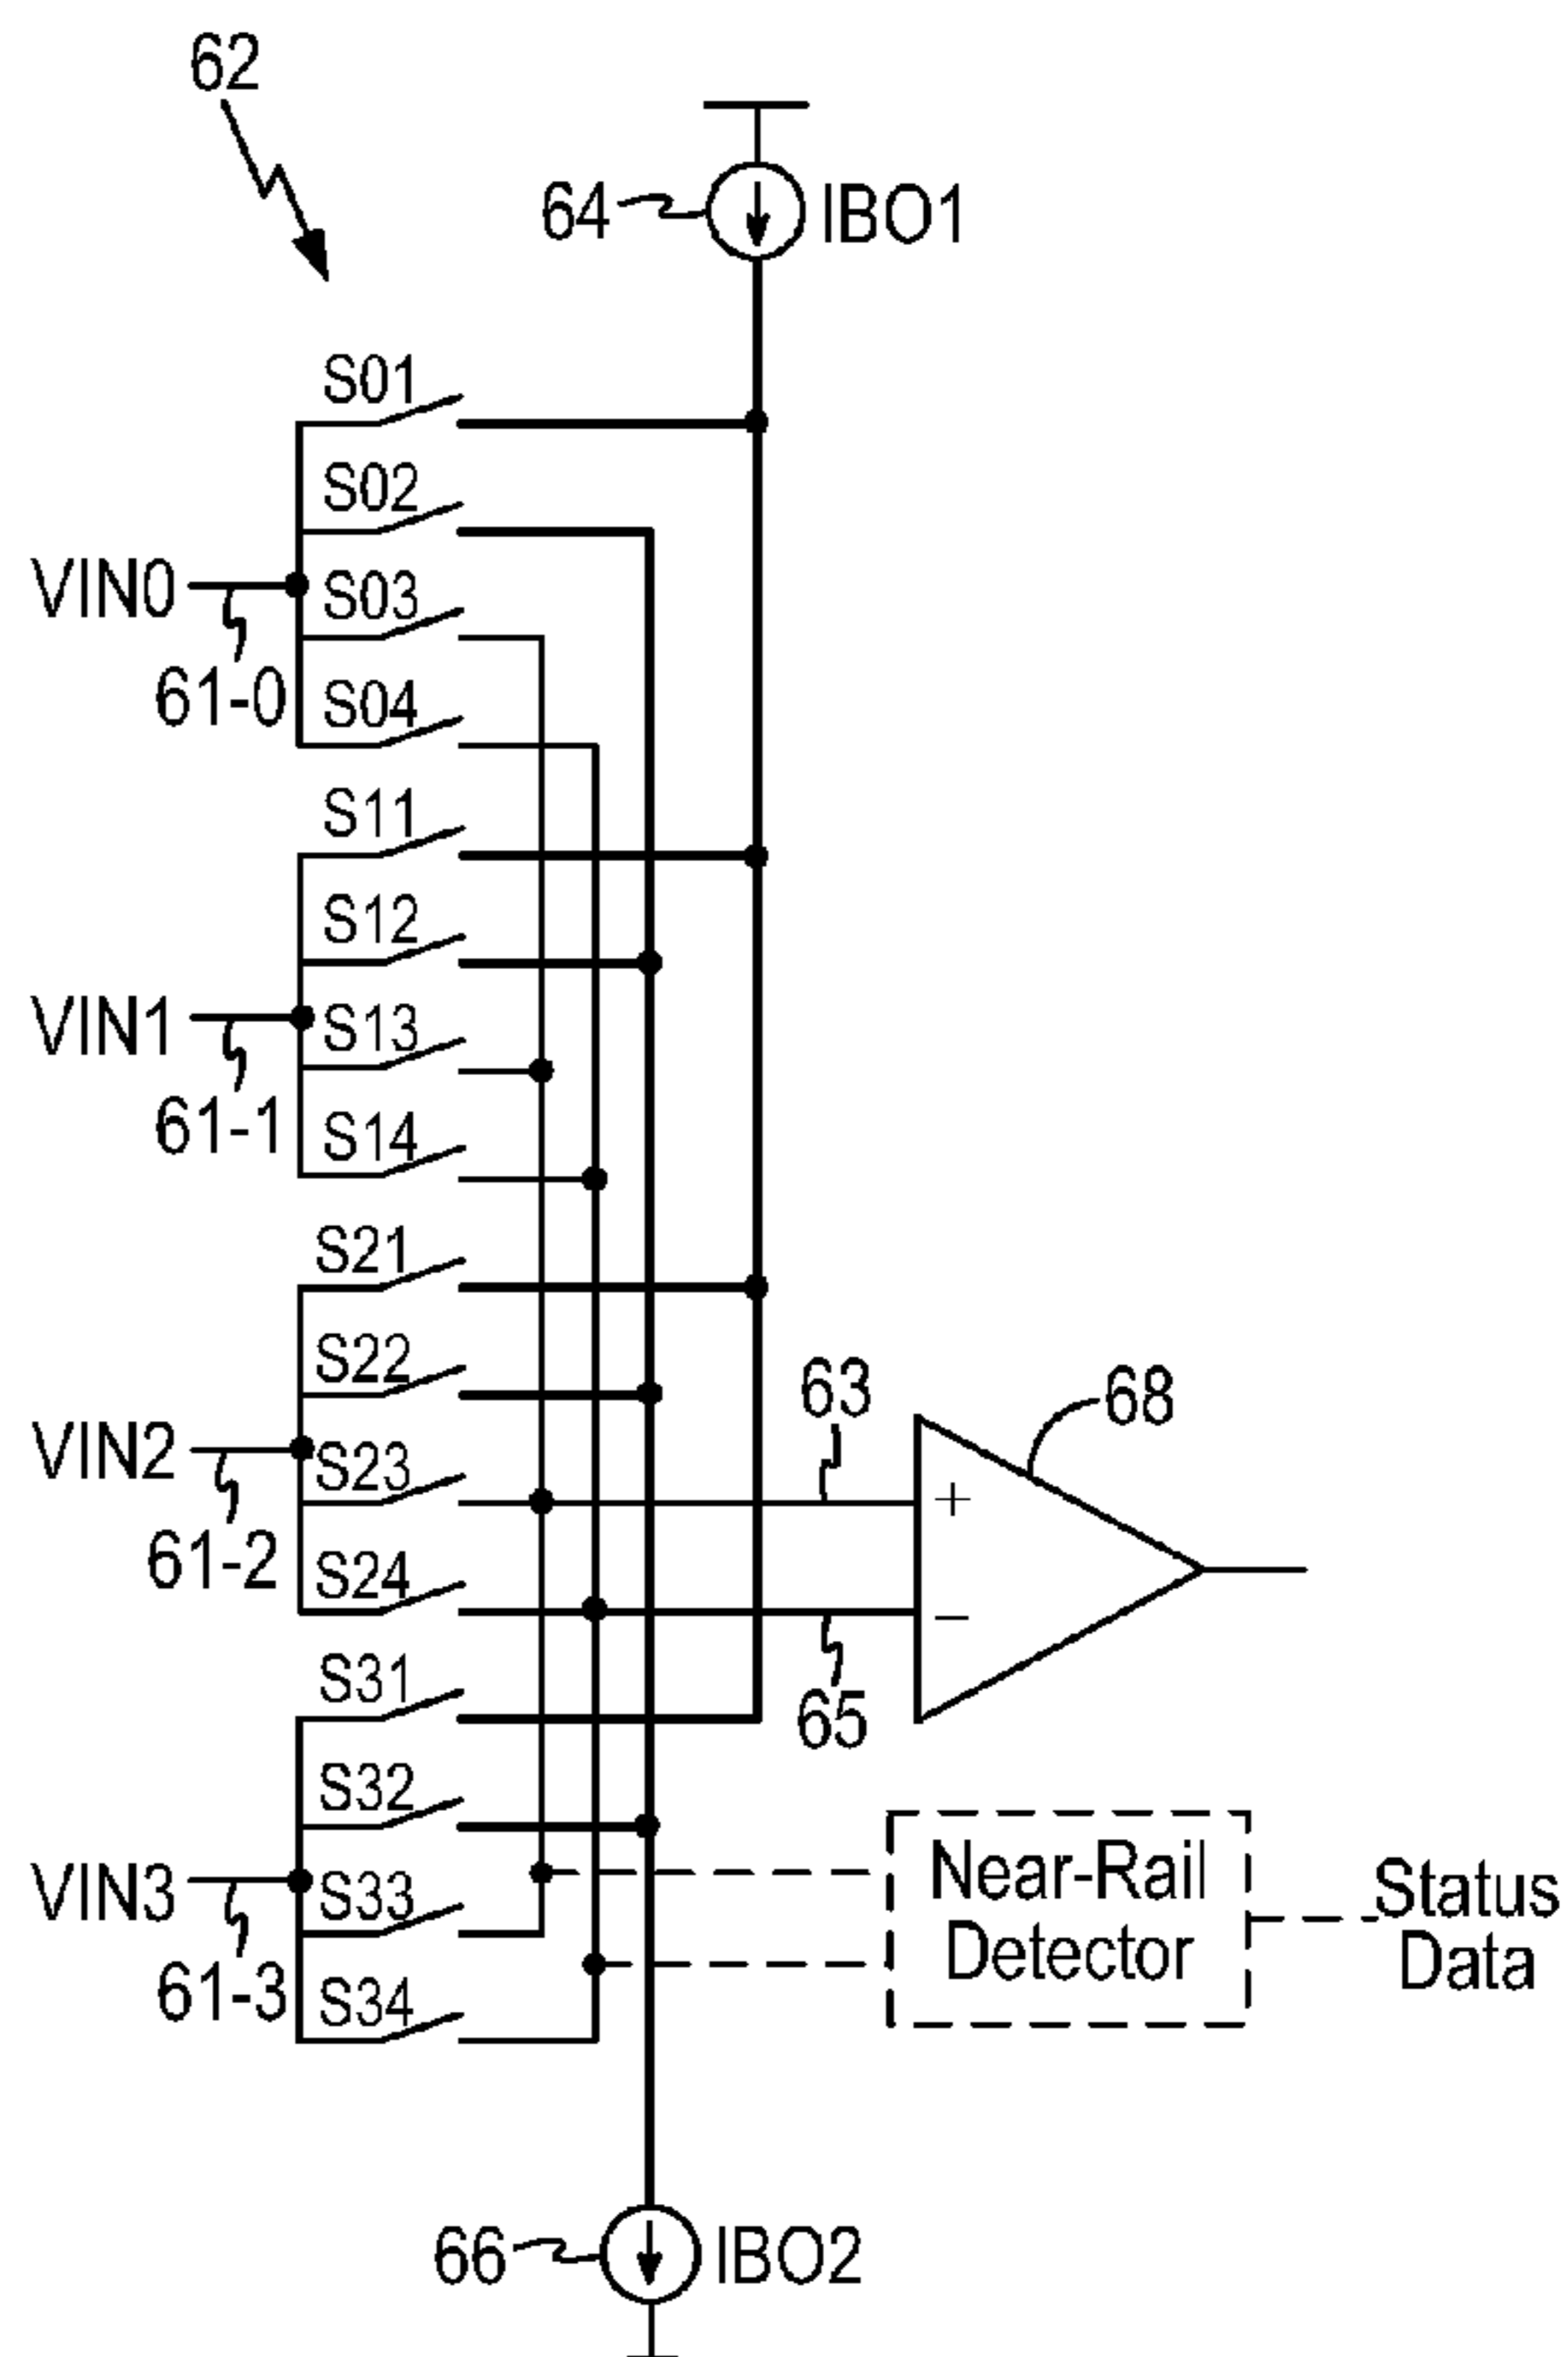 62
64
IBO1
S01
S02
VIN0
S03
61-0
S04
S11
S12
VIN1
S13
61-1
S14
S21
S22
63
68
VIN2
S23
+
61-2
S24
−
S31
65
S32
Near-Rail
Detector
Status
Data
VIN3
S33
61-3
S34
66
IBO2